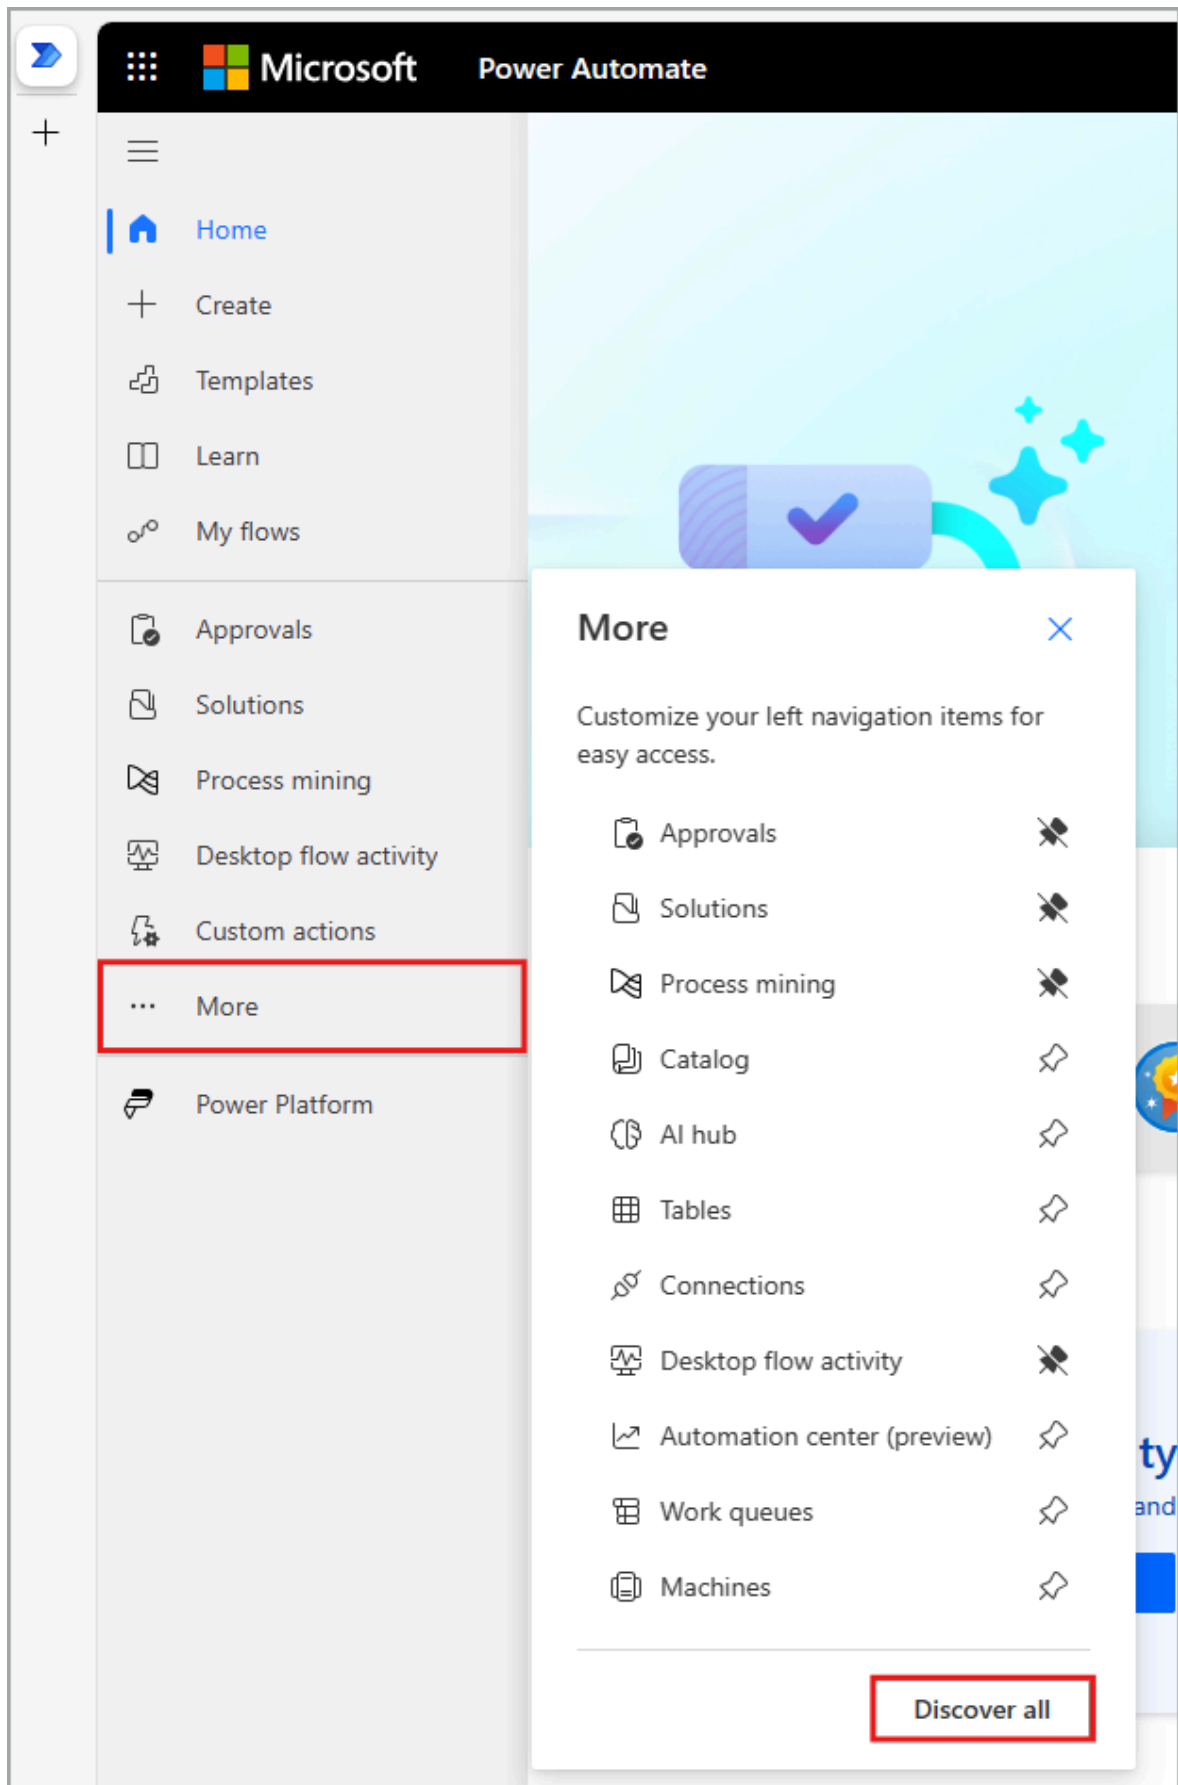 Microsoft Power Automate
Home
Create
Templates
Learn
My flows
Approvals
Solutions
Process mining
Desktop flow activity
Custom actions
More
Power Platform
More
Customize your left navigation items for
easy access.
Approvals
Solutions
Process mining
Catalog
AI hub
Tables
Connections
Desktop flow activity
Automation center (preview)
Work queues
Machines
Discover all
ty
and